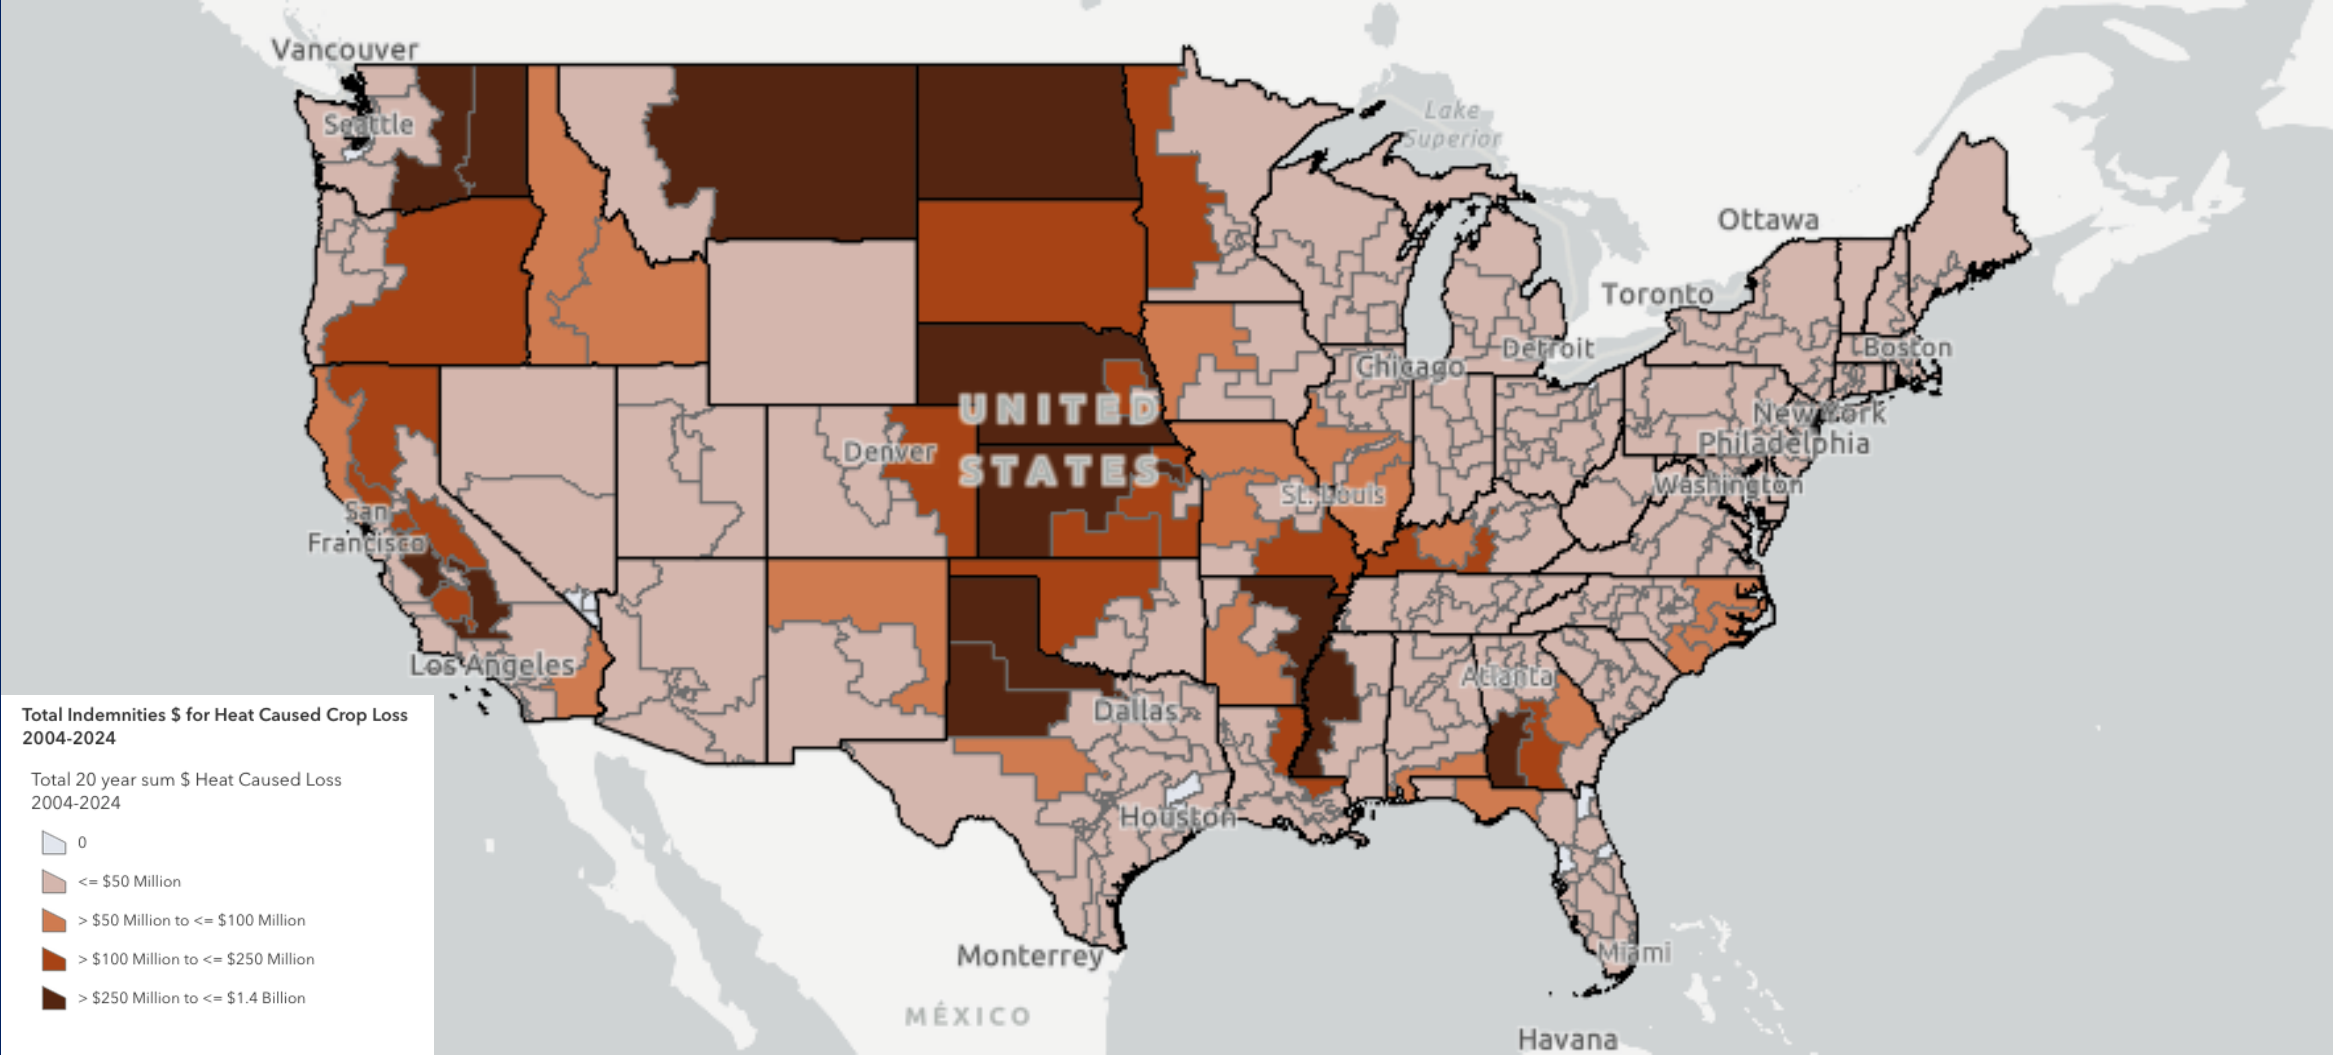 Vancouver
Seattle
Lake
Superior
Ottawa
Toronto
Boston
Detroit
Chicago
New York
Philadelphia
Washington
UNITED
STATES
Denver
St. Louis
San
Francisco
Los Angeles
Atlanta
Dallas
Houston
Miami
Monterrey
MÉXICO
Havana
Total Indemnities $ for Heat Caused Crop Loss
2004-2024
Total 20 year sum $ Heat Caused Loss
2004-2024
0
<= $50 Million
> $50 Million to <= $100 Million
> $100 Million to <= $250 Million
> $250 Million to <= $1.4 Billion